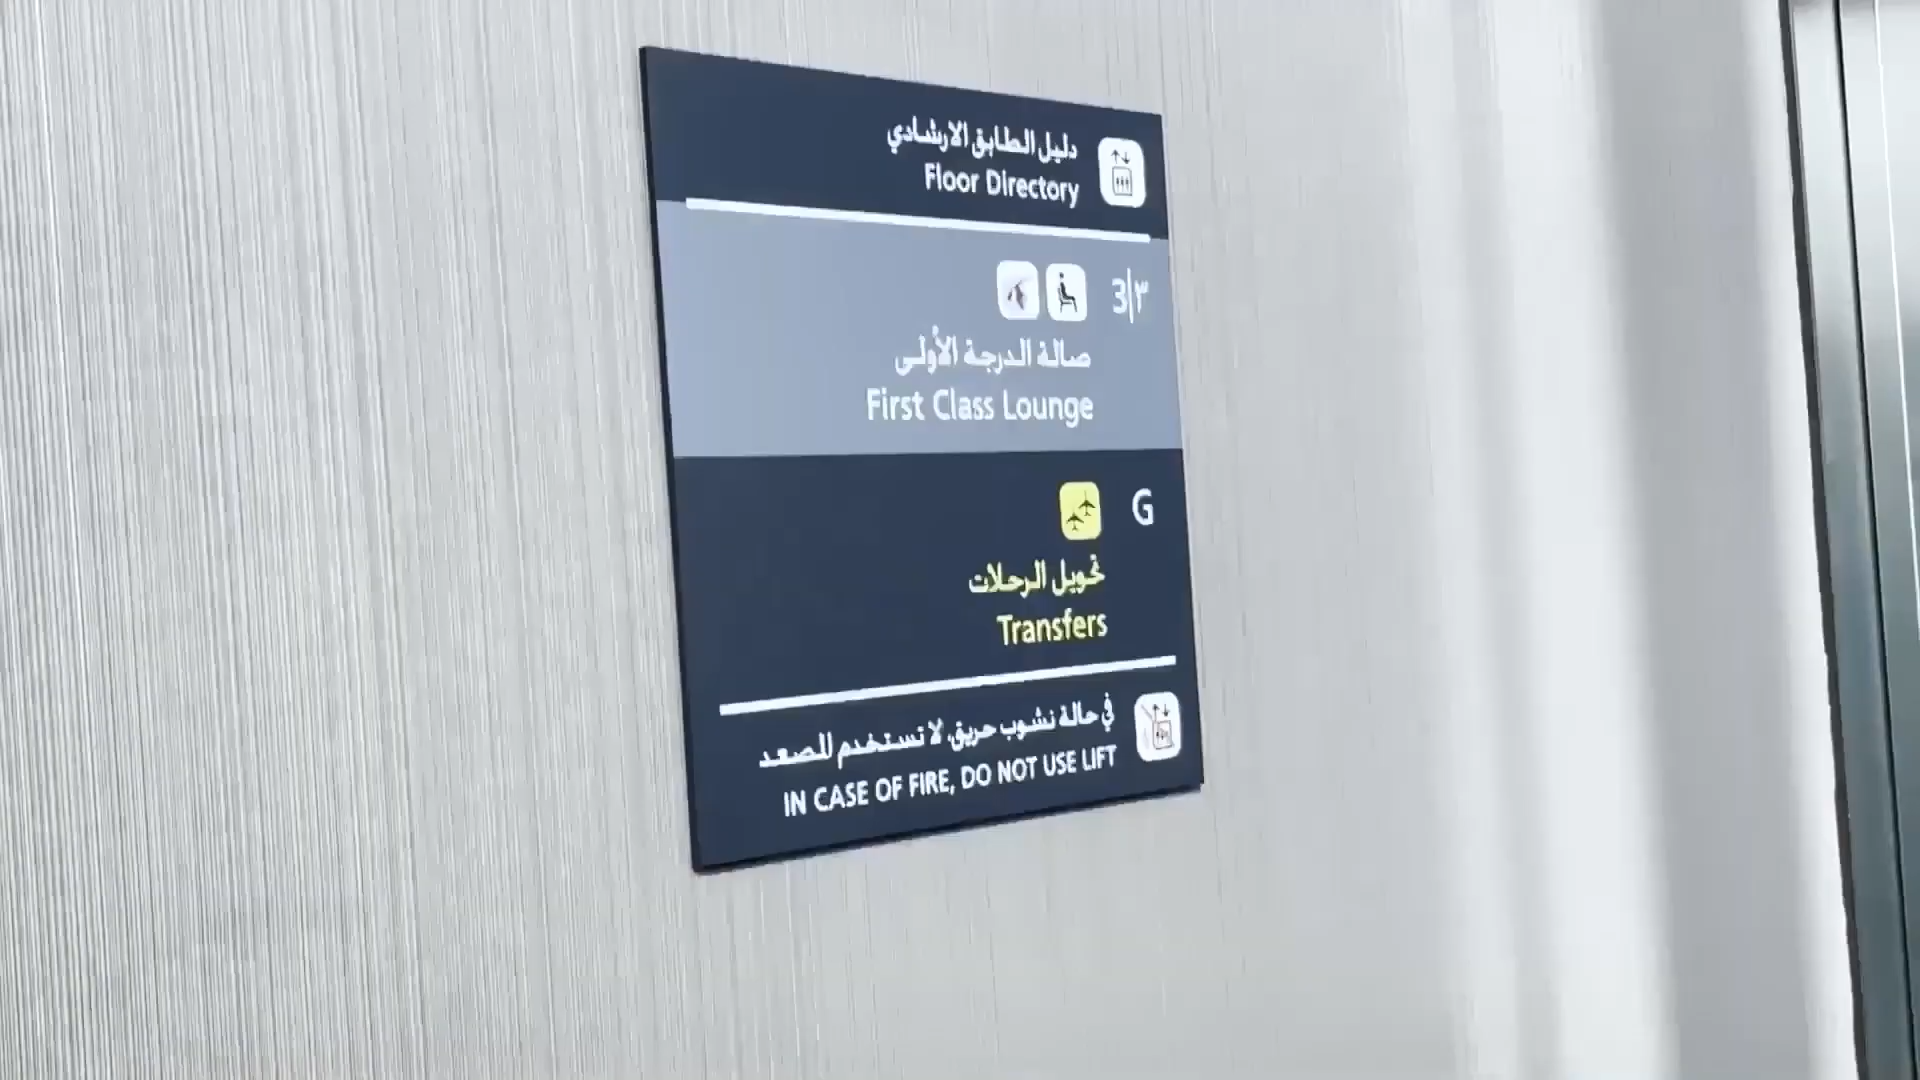 دليل الطابق الارشادي
Floor Directory
3|٣
صالة الدرجة الأولى
First Class Lounge
G
تحويل الرحلات
Transfers
في حالة نشوب حريق، لا تستخدم المصعد
IN CASE OF FIRE, DO NOT USE LIFT